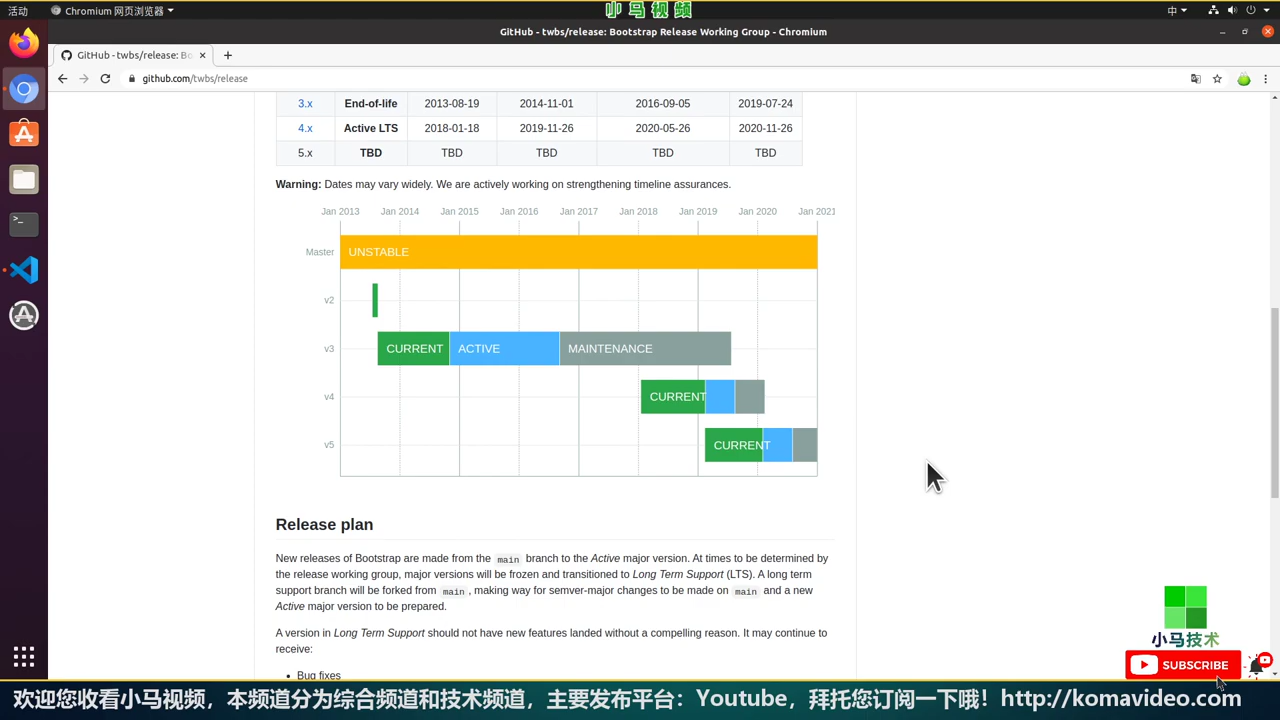 活动
Chromium 网页浏览器
小马视频
中
GitHub - twbs/release: Bootstrap Release Working Group - Chromium
GitHub - twbs/release: Bo
github.com/twbs/release
3.x End-of-life 2013-08-19 2014-11-01 2016-09-05 2019-07-24
4.x Active LTS 2018-01-18 2019-11-26 2020-05-26 2020-11-26
5.x TBD TBD TBD TBD TBD
Warning: Dates may vary widely. We are actively working on strengthening timeline assurances.
Jan 2013 Jan 2014 Jan 2015 Jan 2016 Jan 2017 Jan 2018 Jan 2019 Jan 2020 Jan 2021
Master UNSTABLE
v2
v3 CURRENT ACTIVE MAINTENANCE
v4 CURRENT
v5 CURRENT
Release plan
New releases of Bootstrap are made from the main branch to the Active major version. At times to be determined by
the release working group, major versions will be frozen and transitioned to Long Term Support (LTS). A long term
support branch will be forked from main, making way for semver-major changes to be made on main and a new
Active major version to be prepared.
A version in Long Term Support should not have new features landed without a compelling reason. It may continue to
receive:
Bug fixes
小马技术
SUBSCRIBE
欢迎您收看小马视频，本频道分为综合频道和技术频道，主要发布平台：Youtube，拜托您订阅一下哦！http://komavideo.com